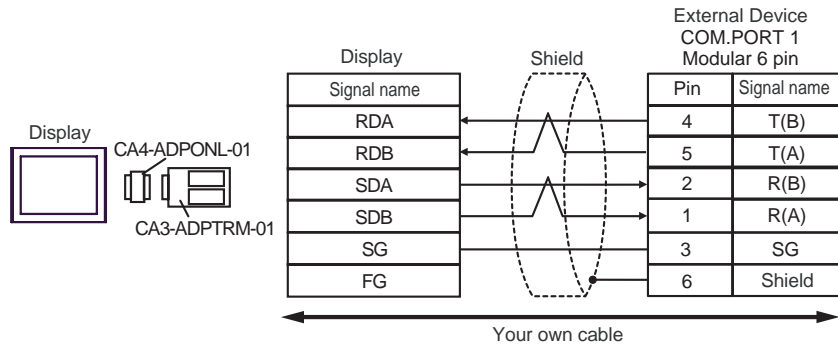 External Device
COM.PORT 1
Modular 6 pin
Display
Shield
Signal name
Pin
Signal name
RDA
4
T(B)
RDB
5
T(A)
SDA
2
R(B)
SDB
1
R(A)
SG
3
SG
FG
6
Shield
Display
CA4-ADPONL-01
CA3-ADPTRM-01
Your own cable